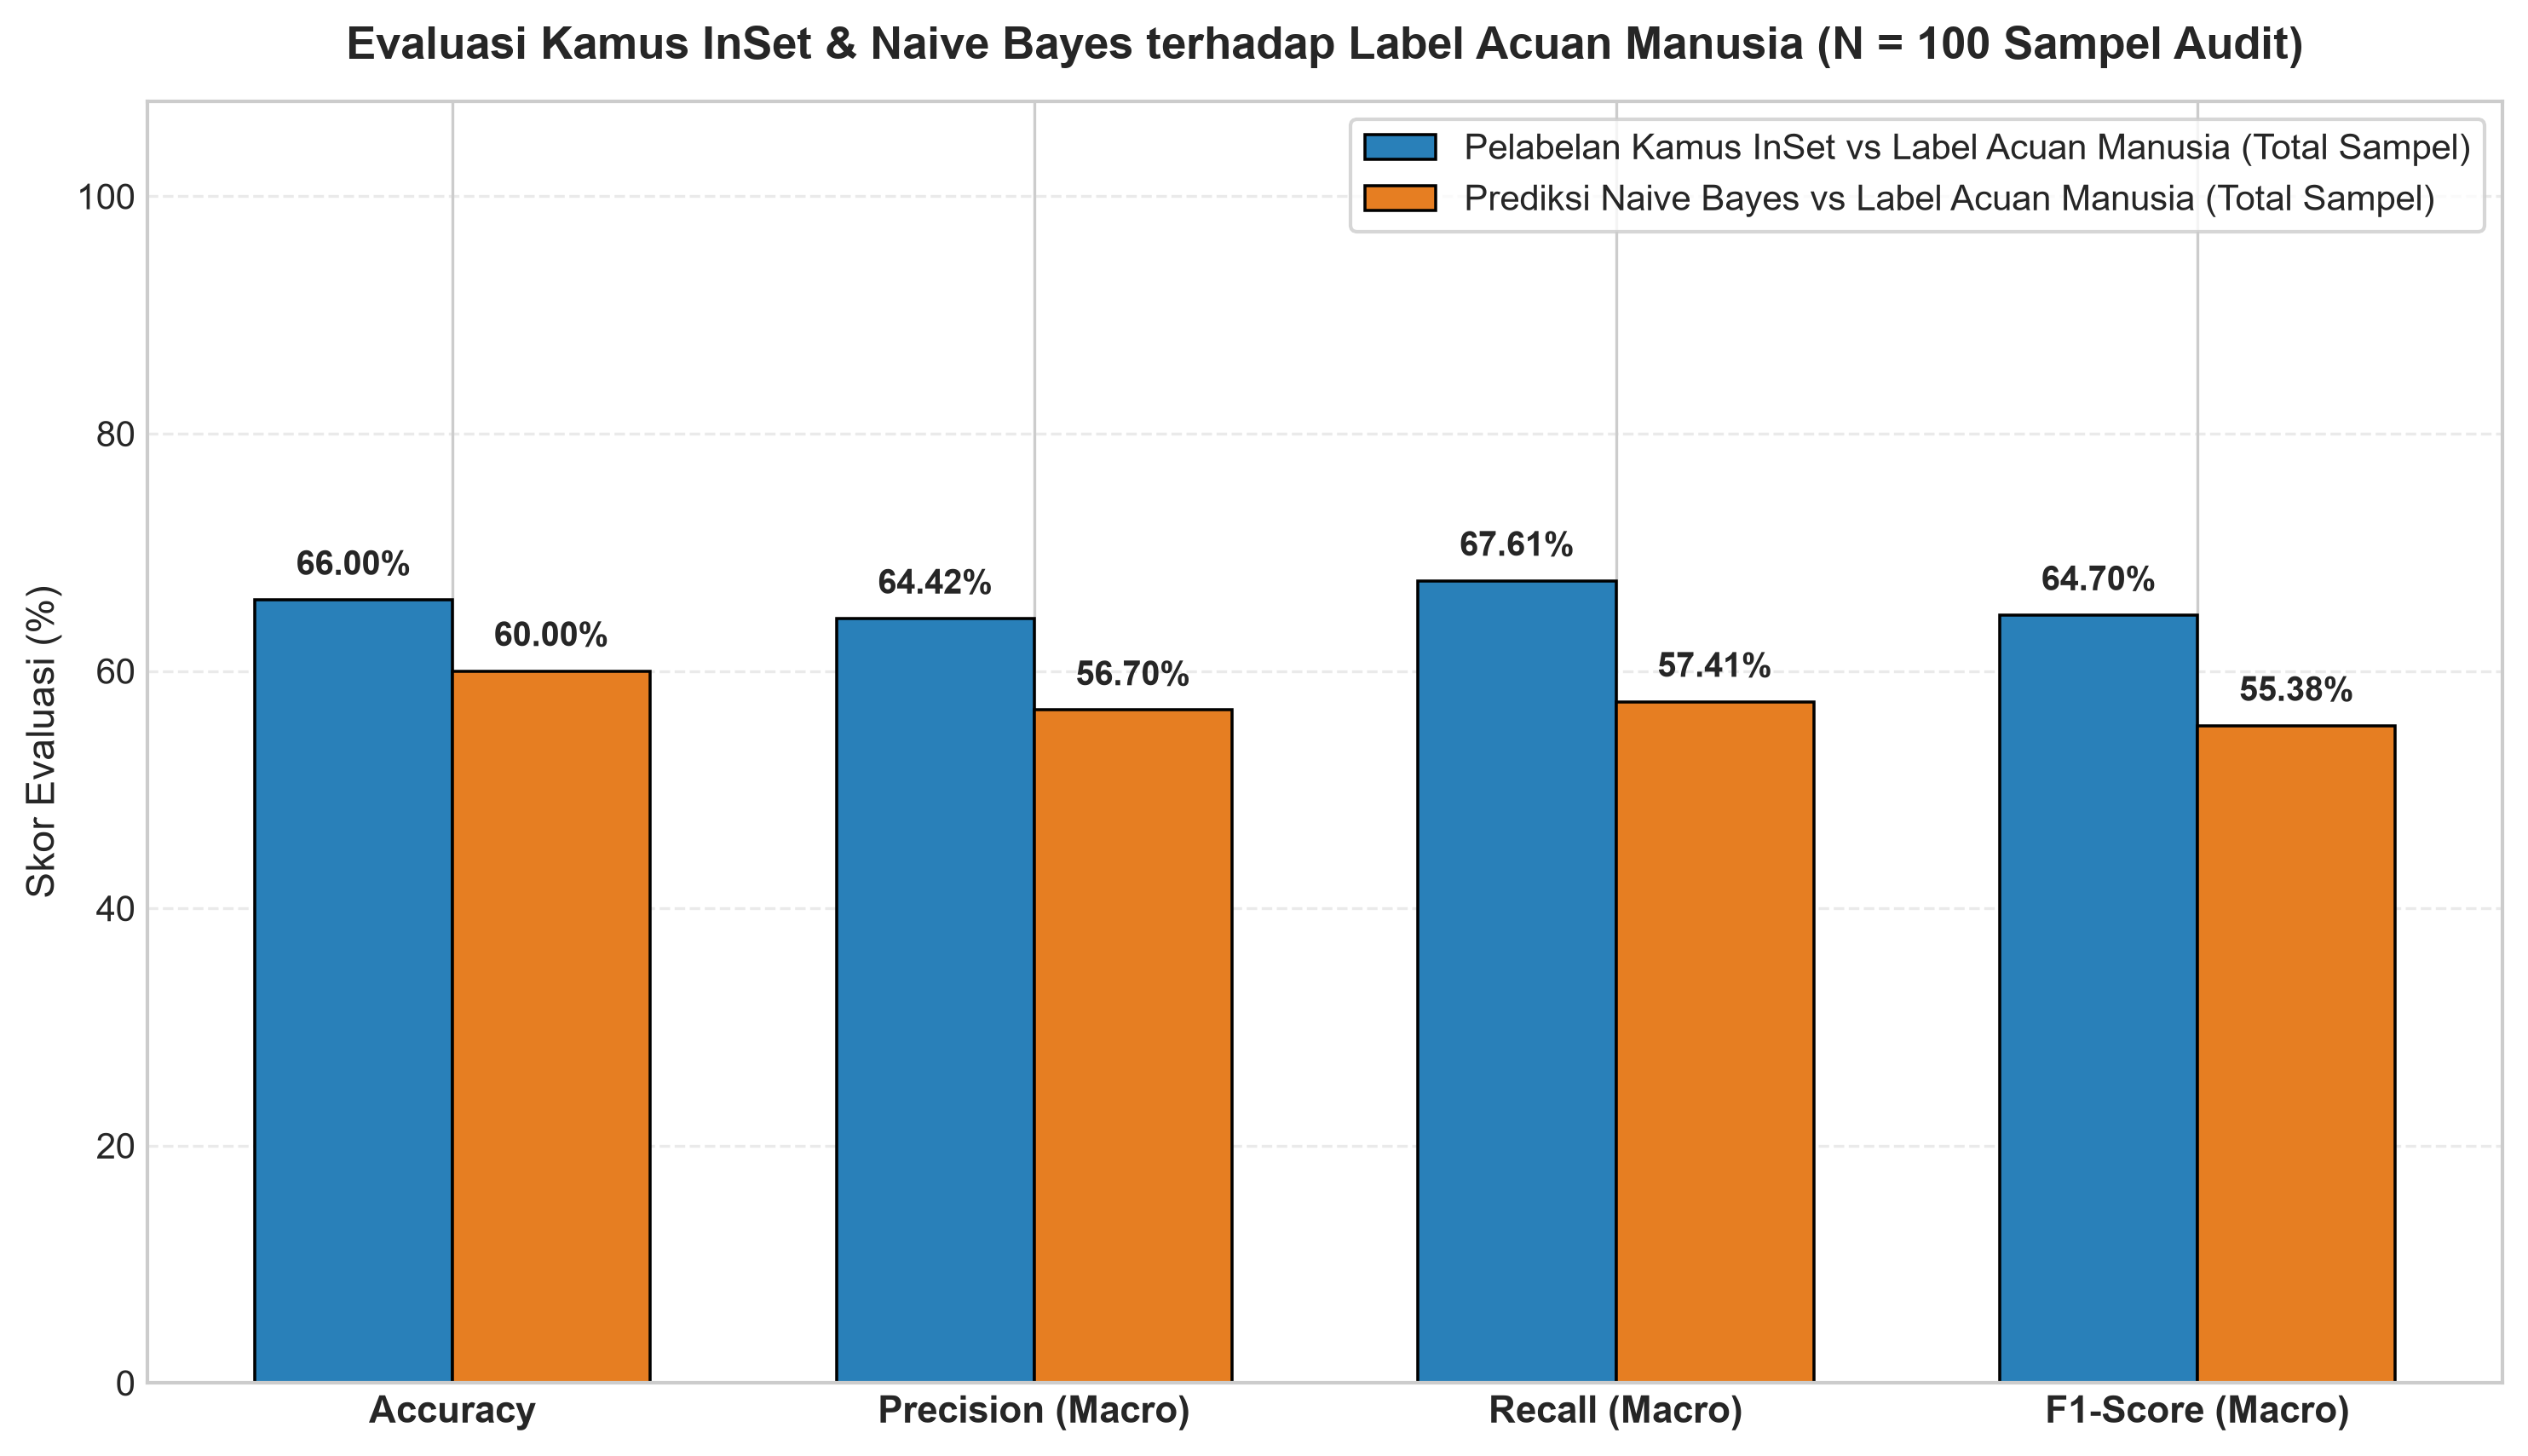 Evaluasi Kamus InSet & Naive Bayes terhadap Label Acuan Manusia (N = 100 Sampel Audit)
Pelabelan Kamus InSet vs Label Acuan Manusia (Total Sampel)
Prediksi Naive Bayes vs Label Acuan Manusia (Total Sampel)
Skor Evaluasi (%)
100
80
60
40
20
0
66.00%
60.00%
64.42%
56.70%
67.61%
57.41%
64.70%
55.38%
Accuracy
Precision (Macro)
Recall (Macro)
F1-Score (Macro)